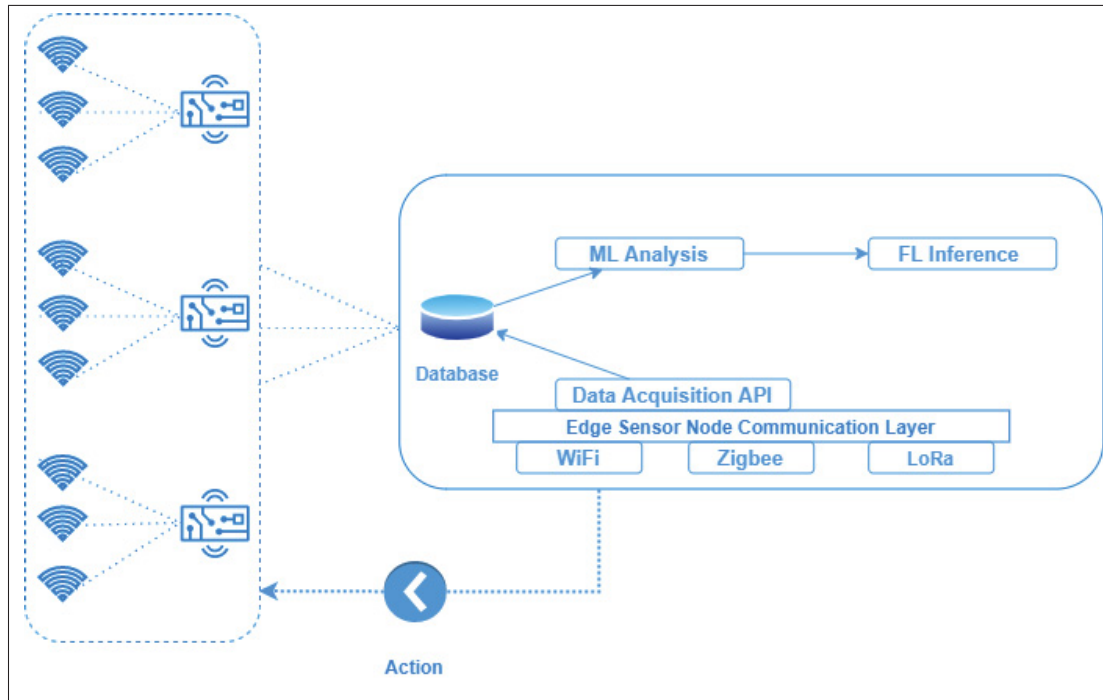 ML Analysis
FL Inference
Database
Data Acquisition API
Edge Sensor Node Communication Layer
WiFi
Zigbee
LoRa
Action